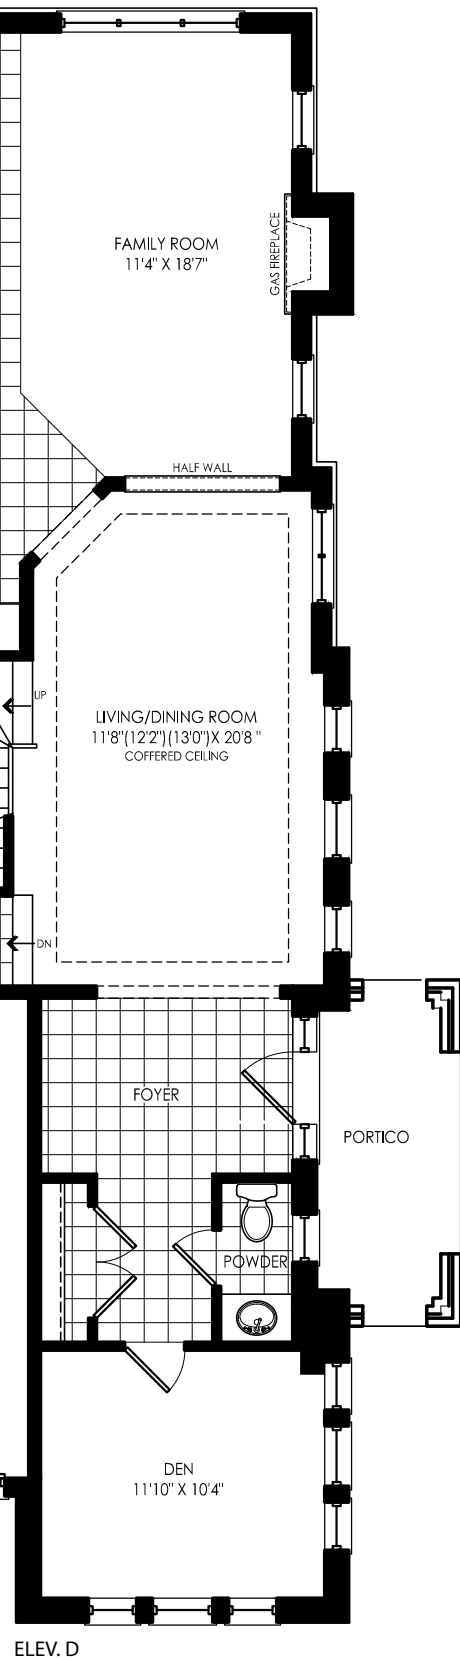 FAMILY ROOM
11'4" X 18'7"
GAS FIREPLACE
HALF WALL
UP
LIVING/DINING ROOM
11'8"(12'2")(13'0")X 20'8 "
COFFERED CEILING
DN
FOYER
PORTICO
POWDER
DEN
11'10" X 10'4"
ELEV. D